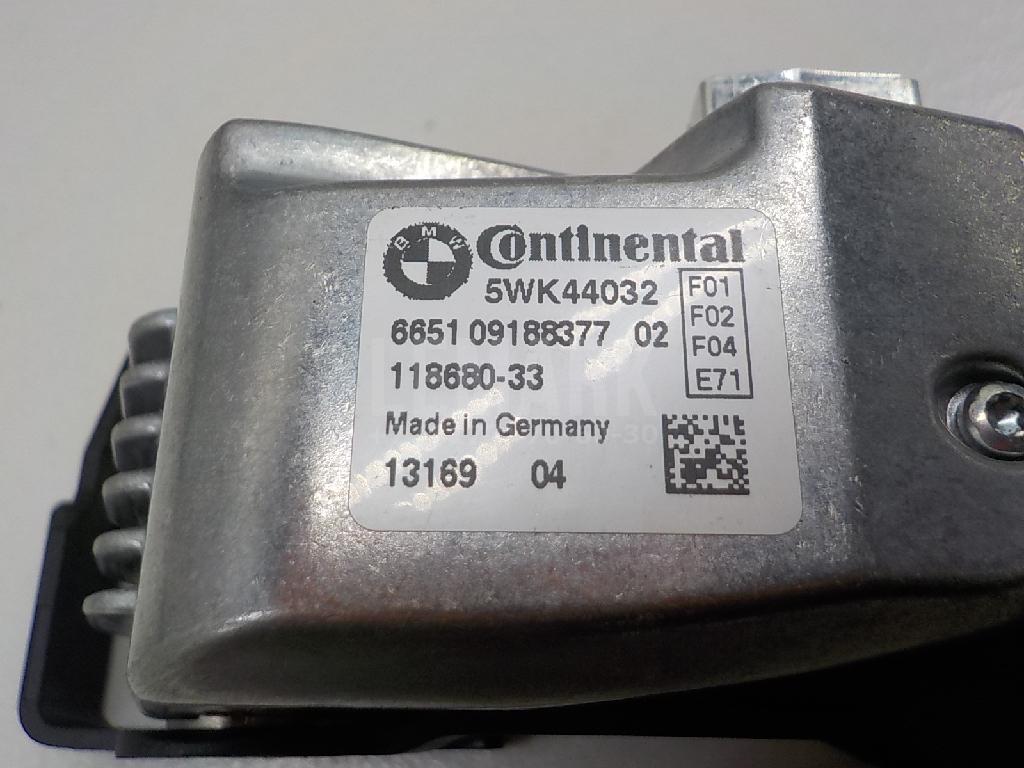 BMW Continental
5WK44032
6651 09188377 02
118680-33
F01
F02
F04
E71
Made in Germany
13169 04